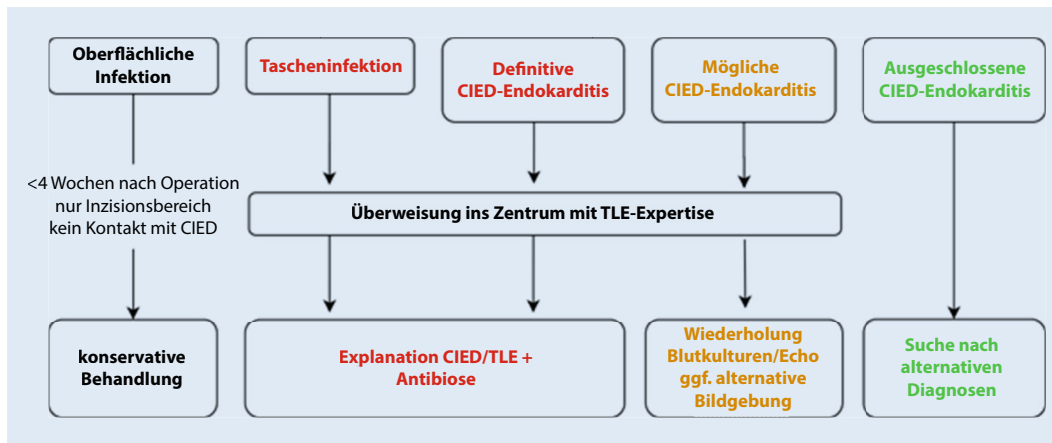 Oberflächliche
Infektion
Tascheninfektion
Definitive
CIED-Endokarditis
Mögliche
CIED-Endokarditis
Ausgeschlossene
CIED-Endokarditis
<4 Wochen nach Operation
nur Inzisionsbereich
kein Kontakt mit CIED
Überweisung ins Zentrum mit TLE-Expertise
konservative
Behandlung
Explanation CIED/TLE +
Antibiose
Wiederholung
Blutkulturen/Echo
ggf. alternative
Bildgebung
Suche nach
alternativen
Diagnosen